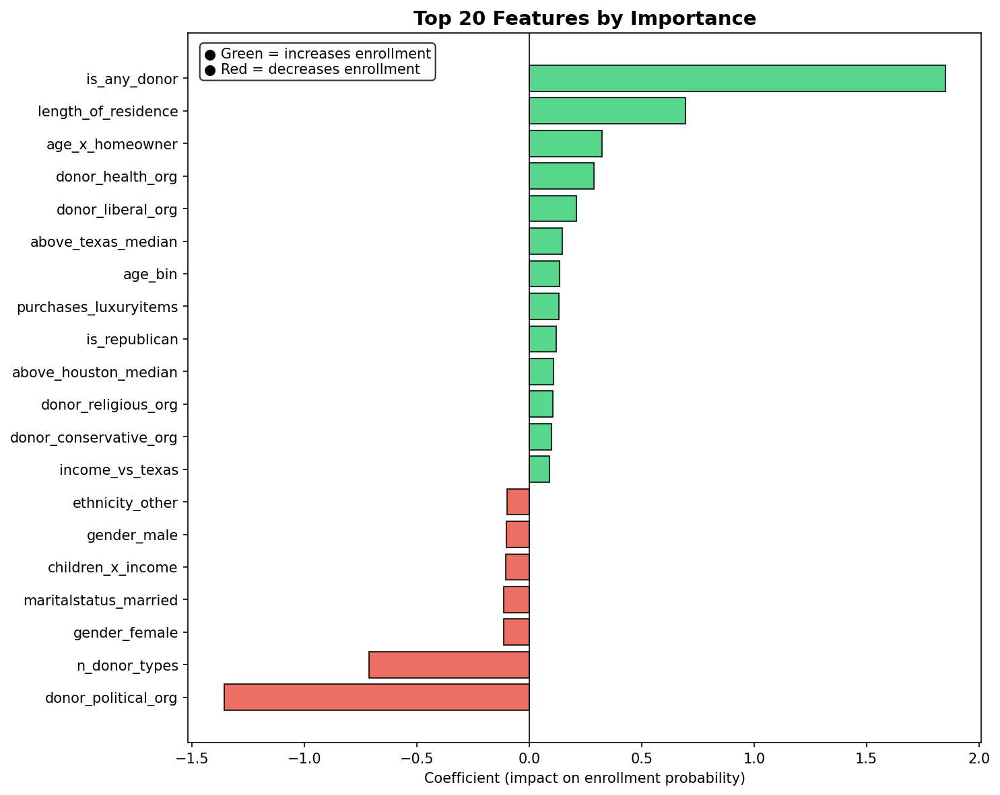 Top 20 Features by Importance
● Green = increases enrollment
● Red = decreases enrollment
is_any_donor
length_of_residence
age_x_homeowner
donor_health_org
donor_liberal_org
above_texas_median
age_bin
purchases_luxuryitems
is_republican
above_houston_median
donor_religious_org
donor_conservative_org
income_vs_texas
ethnicity_other
gender_male
children_x_income
maritalstatus_married
gender_female
n_donor_types
donor_political_org
−1.5 −1.0 −0.5 0.0 0.5 1.0 1.5 2.0
Coefficient (impact on enrollment probability)